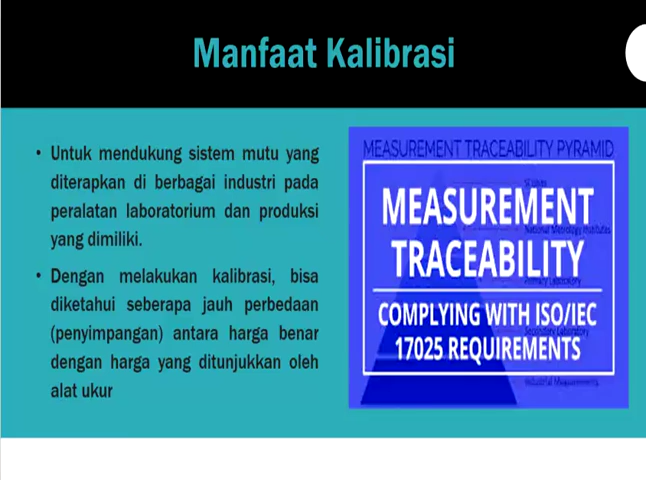 Manfaat Kalibrasi
• Untuk mendukung sistem mutu yang
diterapkan di berbagai industri pada
peralatan laboratorium dan produksi
yang dimiliki.
• Dengan melakukan kalibrasi, bisa
diketahui seberapa jauh perbedaan
(penyimpangan) antara harga benar
dengan harga yang ditunjukkan oleh
alat ukur
MEASUREMENT TRACEABILITY PYRAMID
MEASUREMENT
National Metrology Institutes
TRACEABILITY
Primary Laboratory
COMPLYING WITH ISO/IEC
Secondary Laboratory
17025 REQUIREMENTS
Industrial Measurements